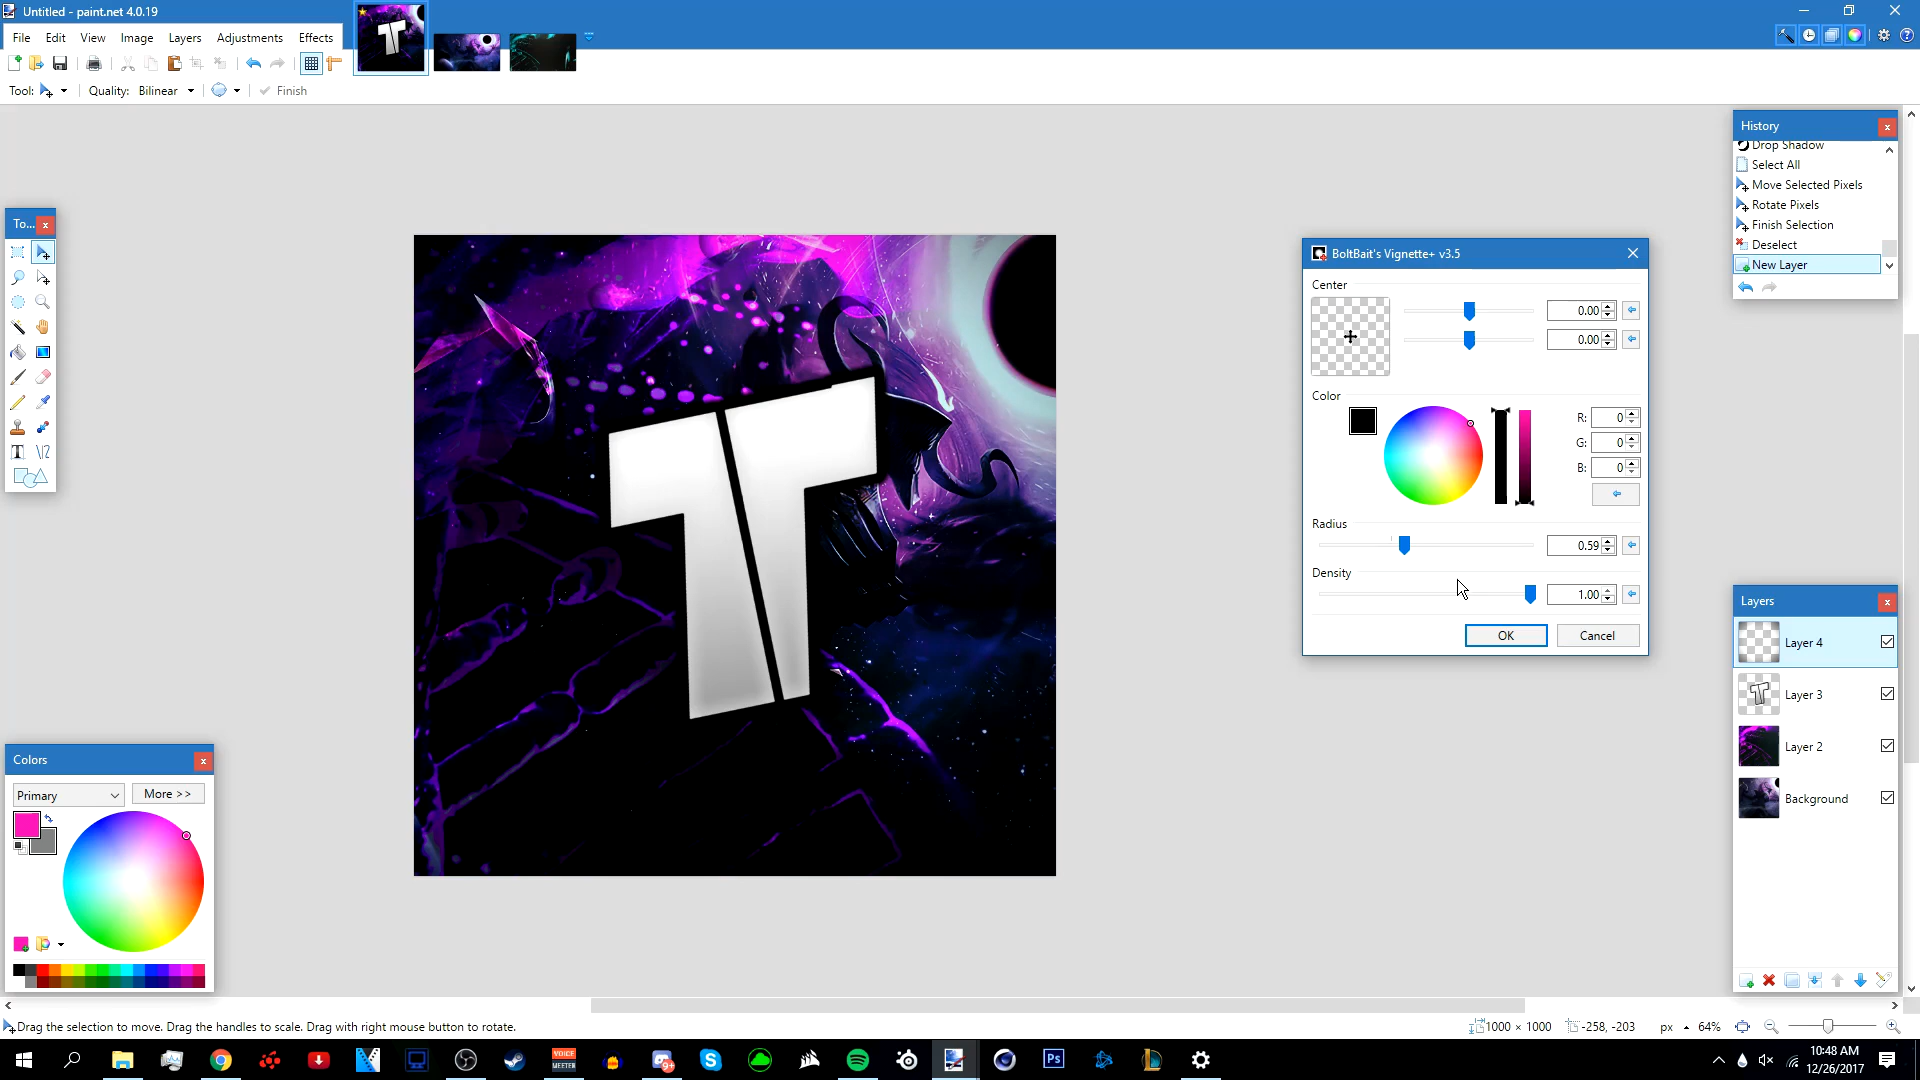 Untitled - paint.net 4.0.19
File Edit View Image Layers Adjustments Effects
Tool: Quality: Bilinear Finish
History
Drop Shadow
Select All
Move Selected Pixels
Rotate Pixels
Finish Selection
Deselect
New Layer
To...
BoltBait's Vignette+ v3.5
Center
0.00
0.00
Color
R: 0
G: 0
B: 0
Radius
0.59
Density
1.00
OK Cancel
T
Layers
Layer 4
Layer 3
Layer 2
Background
Colors
Primary More >>
Drag the selection to move. Drag the handles to scale. Drag with right mouse button to rotate.
1000 × 1000 -258, -203 px 64%
VOICE
MEETER
9+
Ps
10:48 AM
12/26/2017